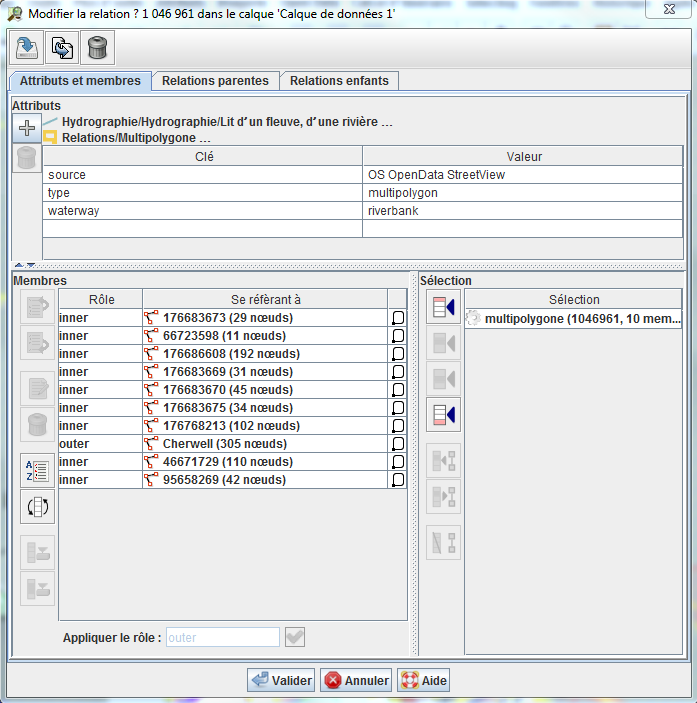 Modifier la relation ? 1 046 961 dans le calque 'Calque de données 1'
Attributs et membres Relations parentes Relations enfants
Attributs
Hydrographie/Hydrographie/Lit d'un fleuve, d'une rivière ...
Relations/Multipolygone ...
Clé Valeur
source OS OpenData StreetView
type multipolygon
waterway riverbank
Membres
Rôle Se réfèrant à
inner 176683673 (29 nœuds)
inner 66723598 (11 nœuds)
inner 176686608 (192 nœuds)
inner 176683669 (31 nœuds)
inner 176683670 (45 nœuds)
inner 176683675 (34 nœuds)
inner 176768213 (102 nœuds)
outer Cherwell (305 nœuds)
inner 46671729 (110 nœuds)
inner 95658269 (42 nœuds)
Appliquer le rôle : outer
Sélection
Sélection
multipolygone (1046961, 10 mem...
Valider Annuler Aide